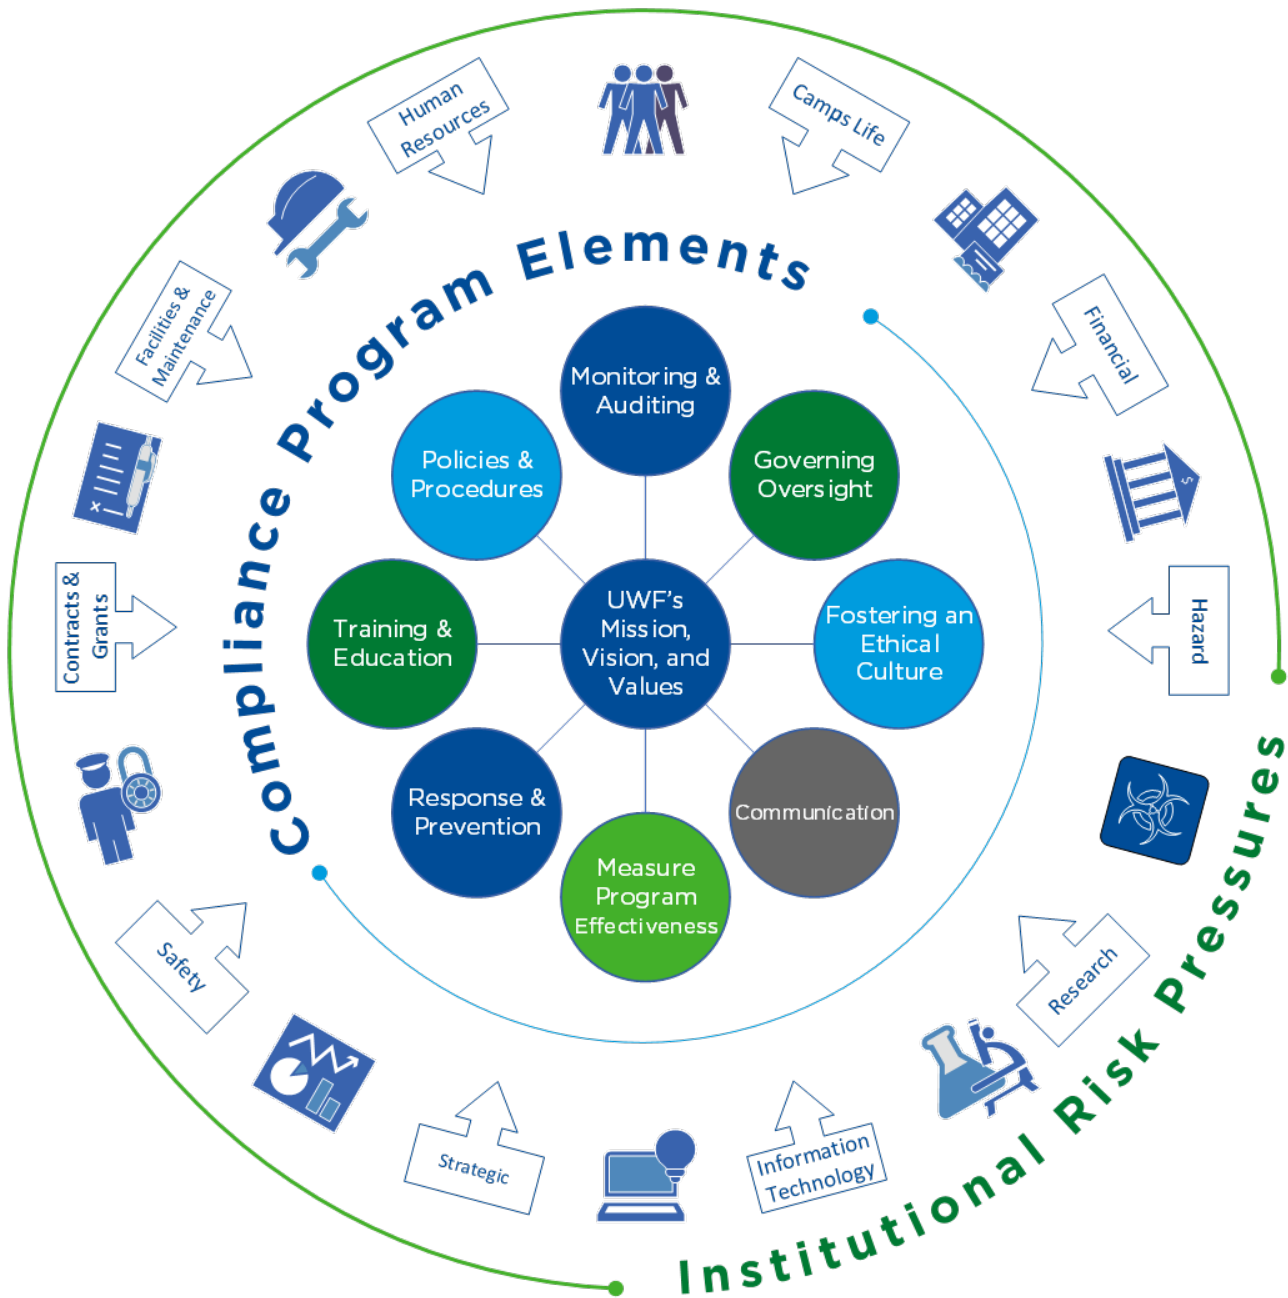 Human
Resources
Camps Life
Facilities &
Maintenance
Financial
Contracts &
Grants
Hazard
Safety
Research
Strategic
Information
Technology
Compliance Program Elements
Monitoring &
Auditing
Policies &
Procedures
Governing
Oversight
Training &
Education
UWF's
Mission,
Vision, and
Values
Fostering an
Ethical
Culture
Response &
Prevention
Communication
Measure
Program
Effectiveness
Institutional Risk Pressures
$
x